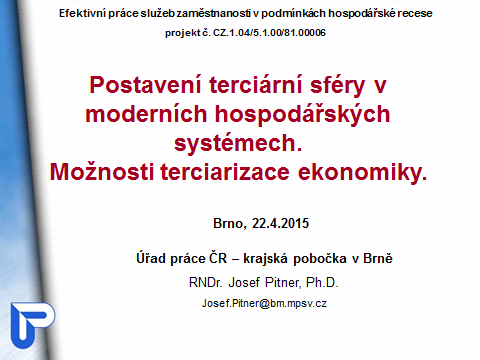 Efektivní práce služeb zaměstnanosti v podmínkách hospodářské recese
projekt č. CZ.1.04/5.1.00/81.00006
Postavení terciární sféry v
moderních hospodářských
systémech.
Možnosti terciarizace ekonomiky.
Brno, 22.4.2015
Úřad práce ČR – krajská pobočka v Brně
RNDr. Josef Pitner, Ph.D.
Josef.Pitner@bm.mpsv.cz